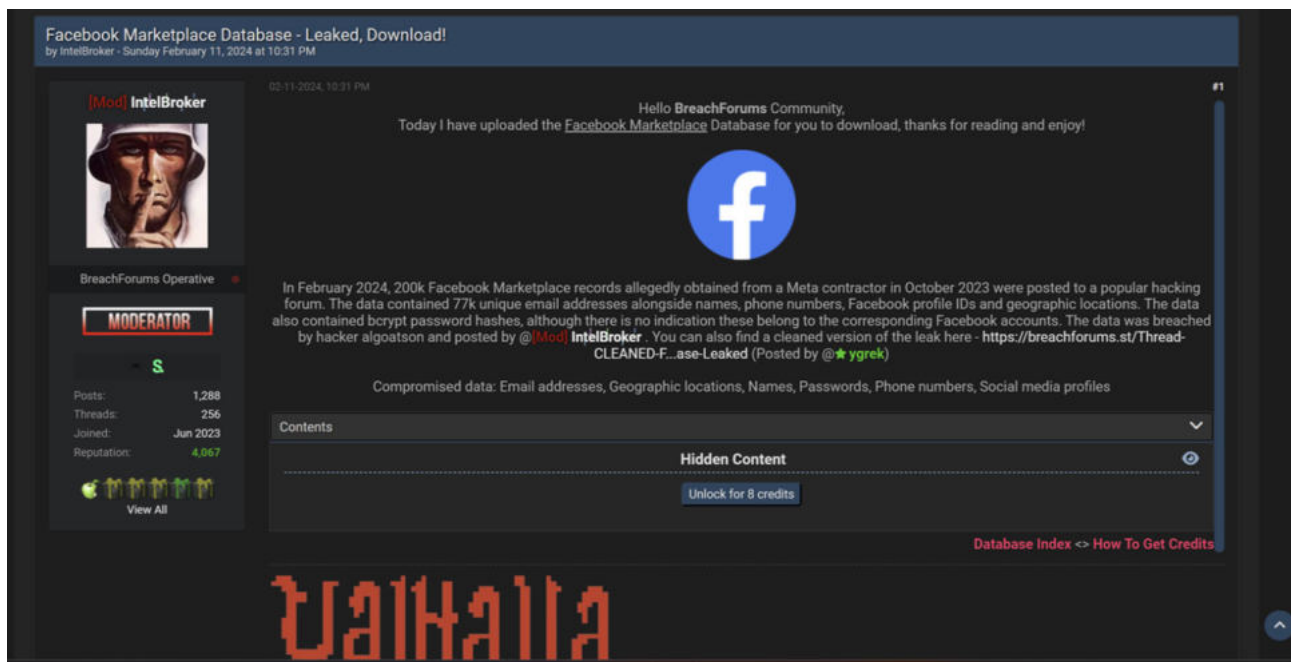 Facebook Marketplace Database - Leaked, Download!
by IntelBroker - Sunday February 11, 2024 at 10:31 PM
[Mod] IntelBroker
BreachForums Operative
MODERATOR
S
Posts: 1,288
Threads: 256
Joined: Jun 2023
Reputation: 4,067
View All
02-11-2024, 10:31 PM
#1
Hello BreachForums Community,
Today I have uploaded the Facebook Marketplace Database for you to download, thanks for reading and enjoy!
f
In February 2024, 200k Facebook Marketplace records allegedly obtained from a Meta contractor in October 2023 were posted to a popular hacking
forum. The data contained 77k unique email addresses alongside names, phone numbers, Facebook profile IDs and geographic locations. The data
also contained bcrypt password hashes, although there is no indication these belong to the corresponding Facebook accounts. The data was breached
by hacker algoatson and posted by @[Mod] IntelBroker . You can also find a cleaned version of the leak here - https://breachforums.st/Thread-
CLEANED-F...ase-Leaked (Posted by @★ ygrek)
Compromised data: Email addresses, Geographic locations, Names, Passwords, Phone numbers, Social media profiles
Contents
Hidden Content
Unlock for 8 credits
Database Index <> How To Get Credits
Valhalla